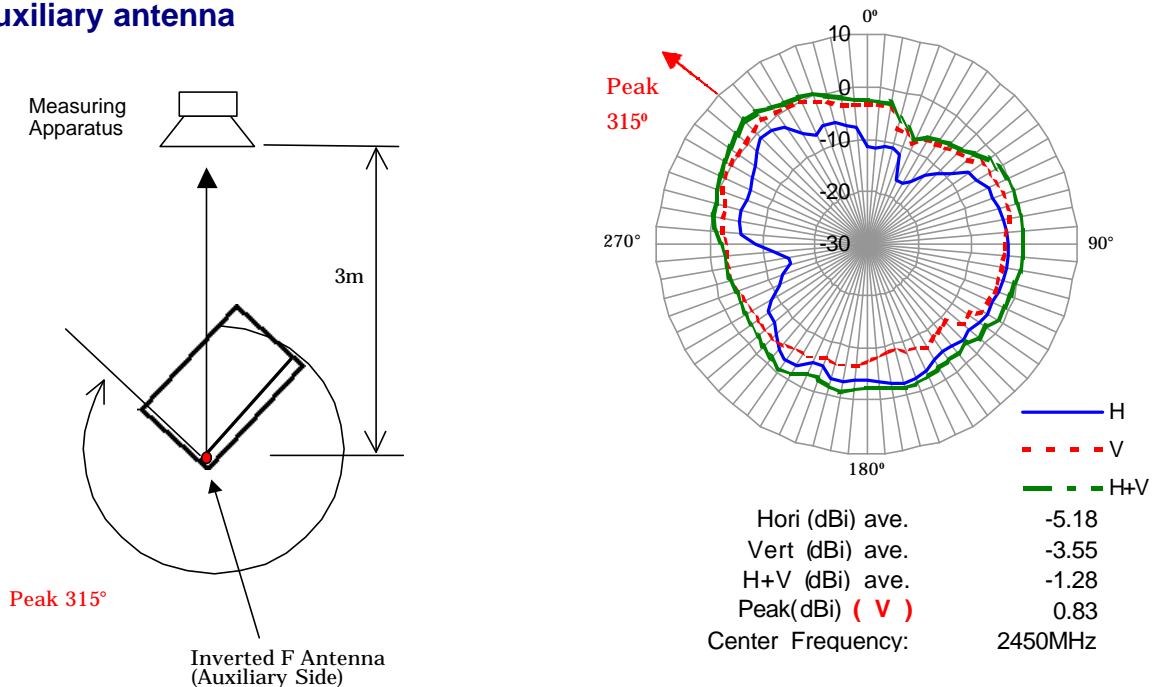 uxiliary antenna
Measuring
Apparatus
3m
Peak 315°
Inverted F Antenna
(Auxiliary Side)
0º
10
Peak
315º
0
-10
-20
270°
-30
90°
180º
H
V
H+V
Hori (dBi) ave. -5.18
Vert (dBi) ave. -3.55
H+V (dBi) ave. -1.28
Peak(dBi) ( V ) 0.83
Center Frequency: 2450MHz